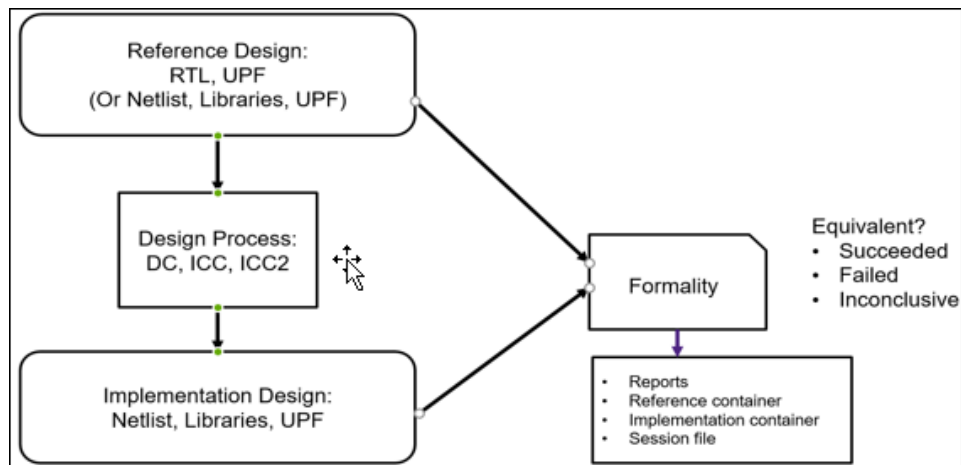 Reference Design:
RTL, UPF
(Or Netlist, Libraries, UPF)
Design Process:
DC, ICC, ICC2
Implementation Design:
Netlist, Libraries, UPF
Formality
Equivalent?
• Succeeded
• Failed
• Inconclusive
• Reports
• Reference container
• Implementation container
• Session file